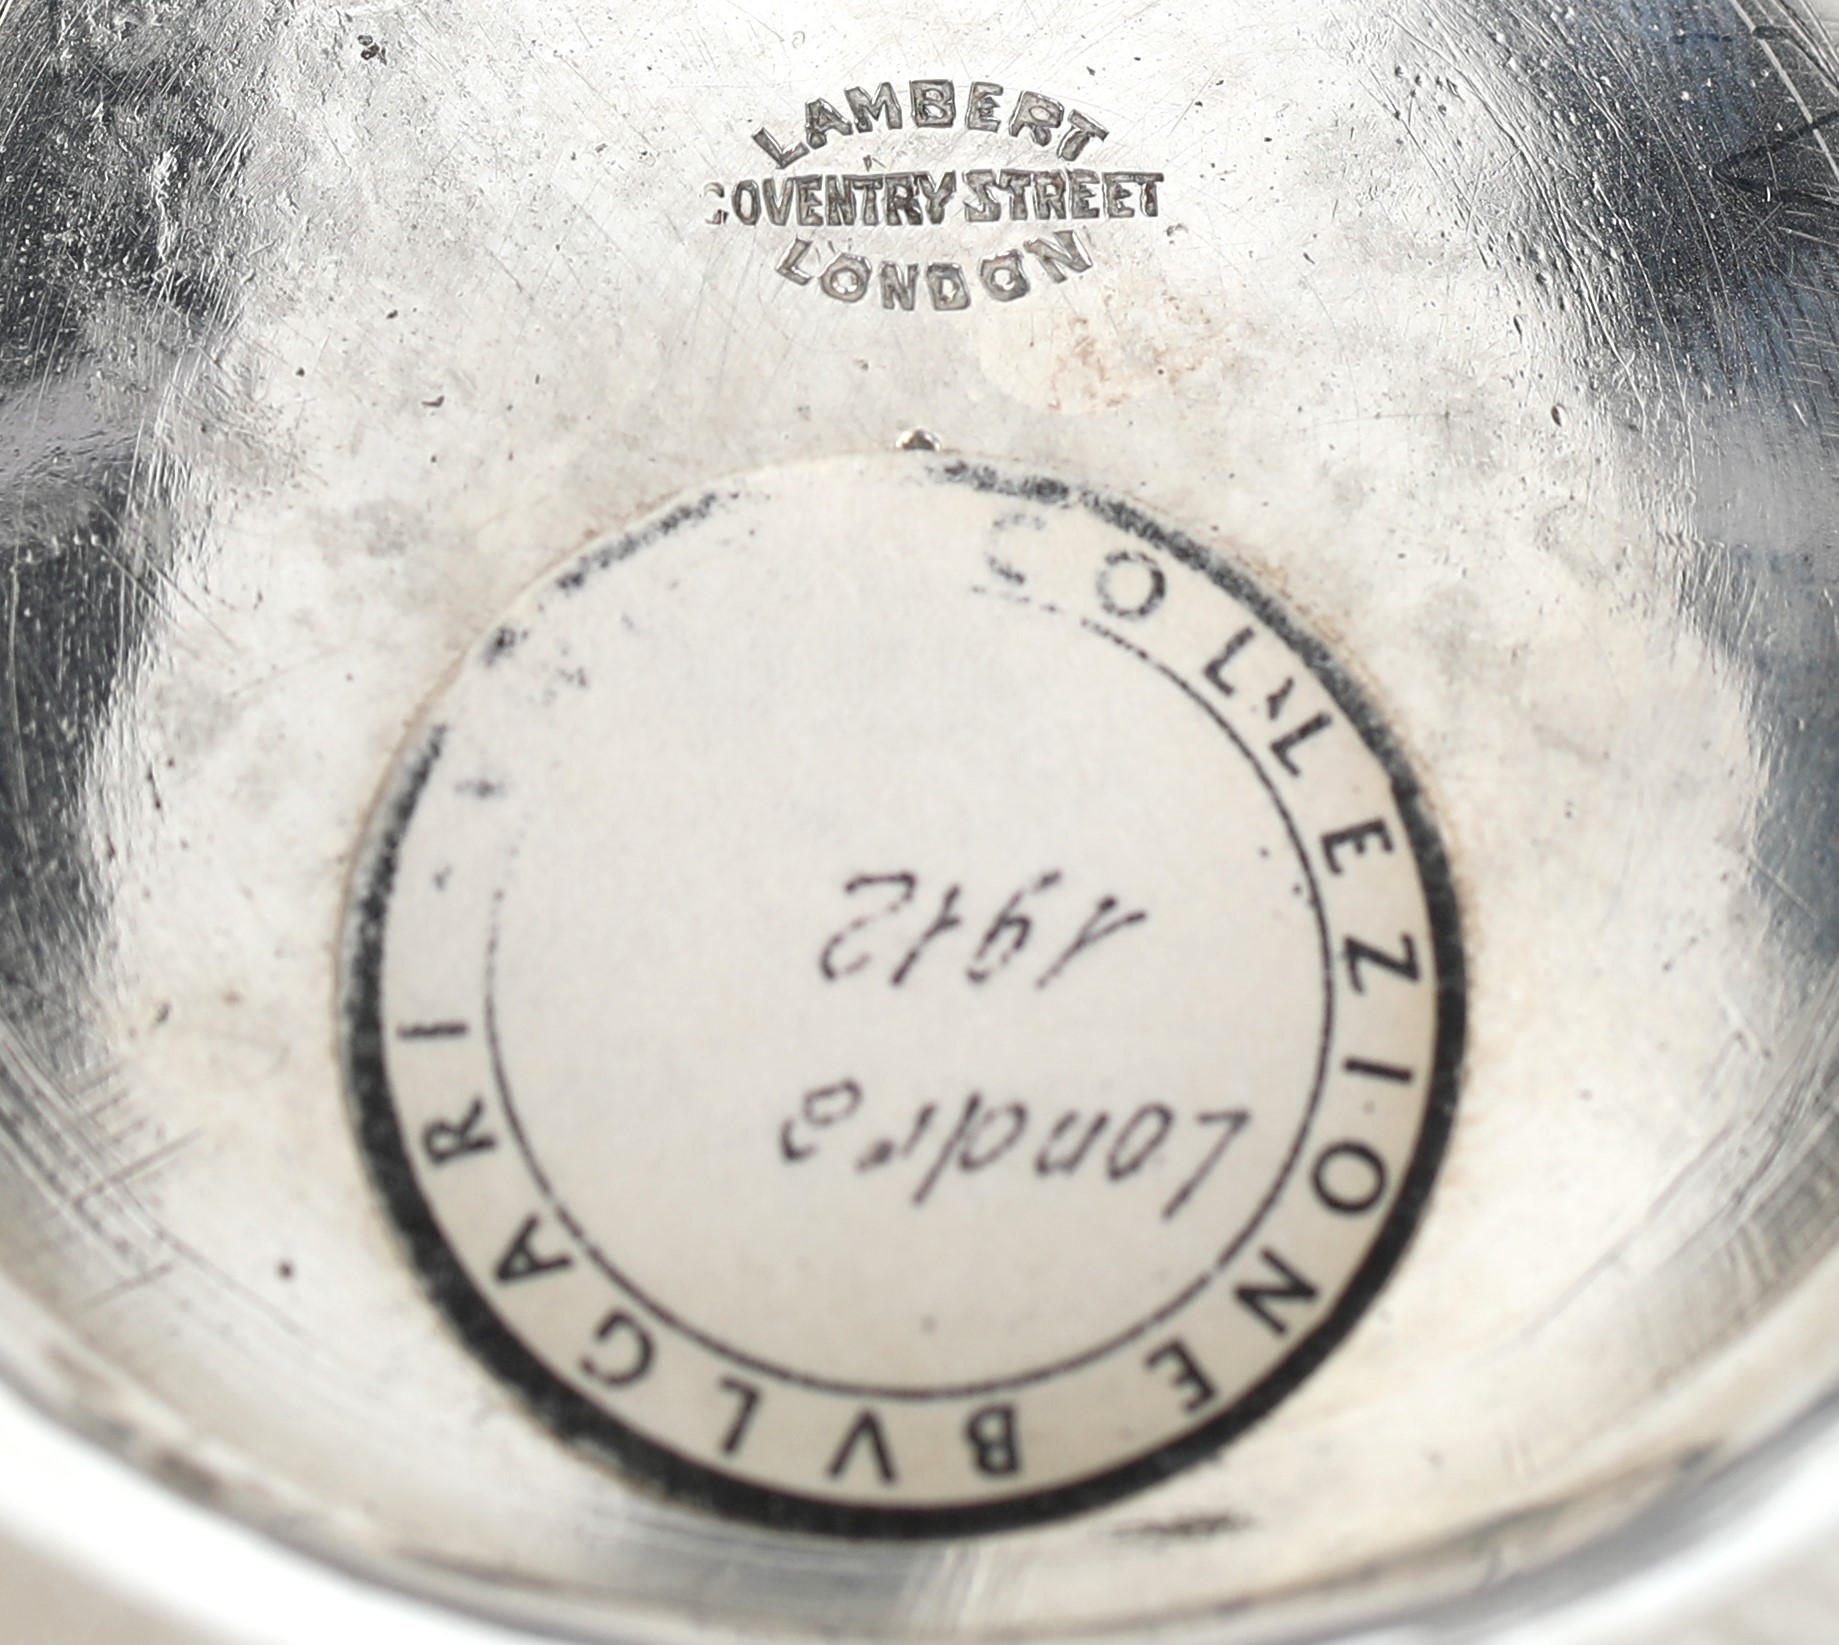 LAMBERT
COVENTRY STREET
LONDON
COLLEZIONE BVLGARI
Londra
1912